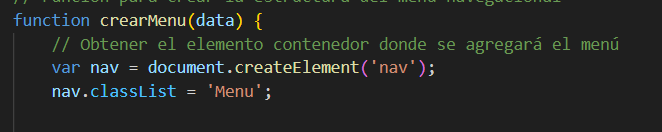 // Función para crear la estructura del menú navegacional
function crearMenu(data) {
// Obtener el elemento contenedor donde se agregará el menú
var nav = document.createElement('nav');
nav.classList = 'Menu';